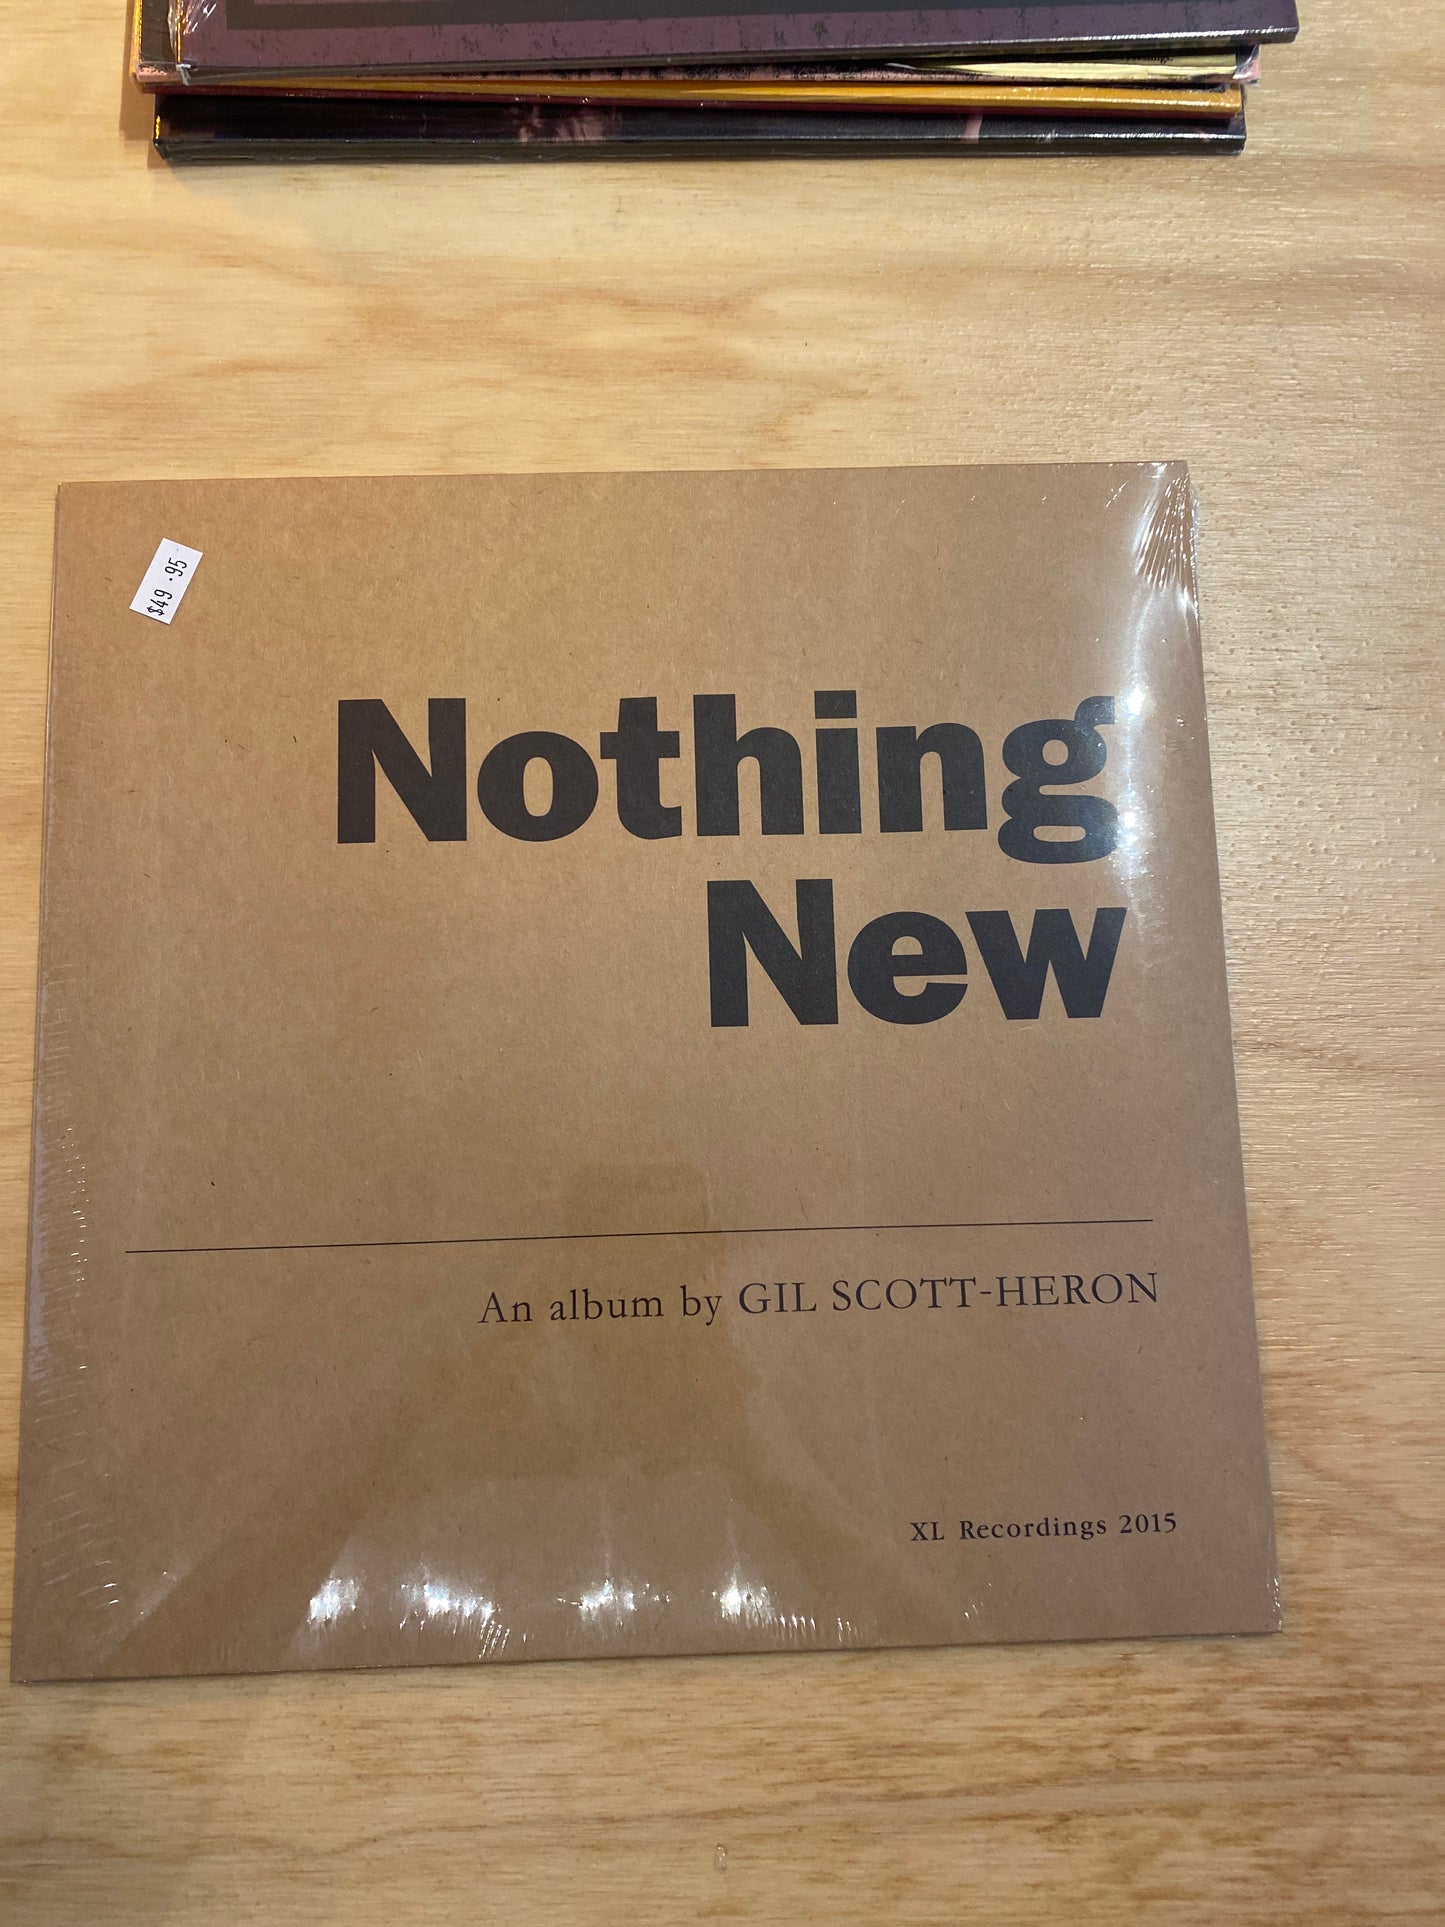 $49.95
Nothing
New
An album by GIL SCOTT-HERON
XL Recordings 2015